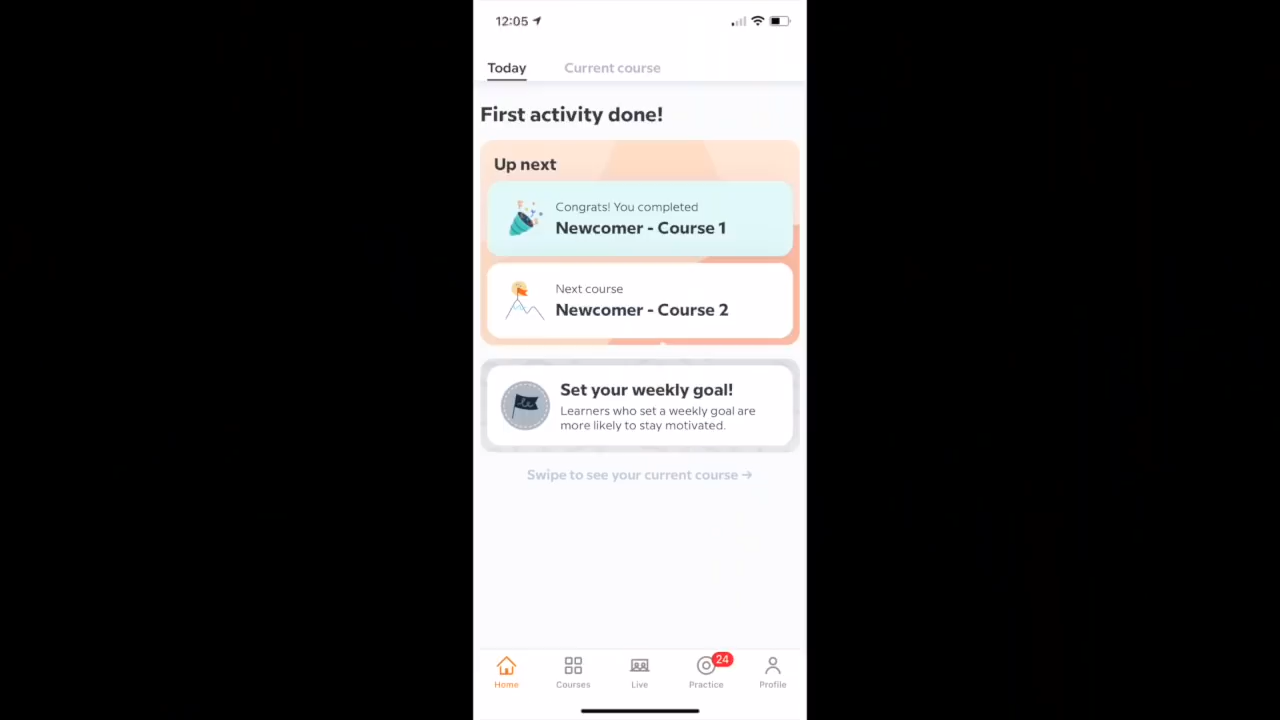 12:05
Today
Current course
First activity done!
Up next
Congrats! You completed
Newcomer - Course 1
Next course
Newcomer - Course 2
Set your weekly goal!
Learners who set a weekly goal are
more likely to stay motivated.
Swipe to see your current course →
24
Home
Courses
Live
Practice
Profile